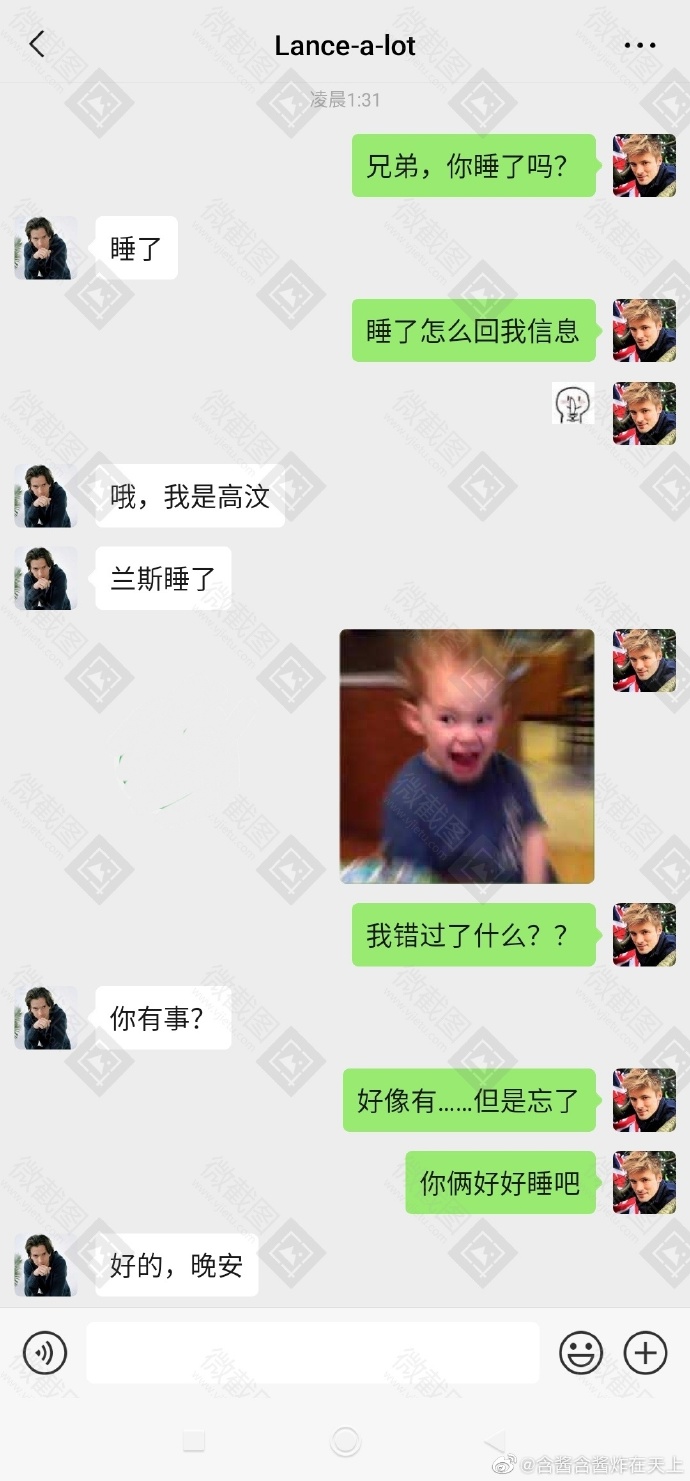 Lance-a-lot
凌晨1:31
兄弟，你睡了吗？
睡了
睡了怎么回我信息
哦，我是高汶
兰斯睡了
我错过了什么？？
你有事？
好像有……但是忘了
你俩好好睡吧
好的，晚安
微截图
@含酱含酱炸在天上